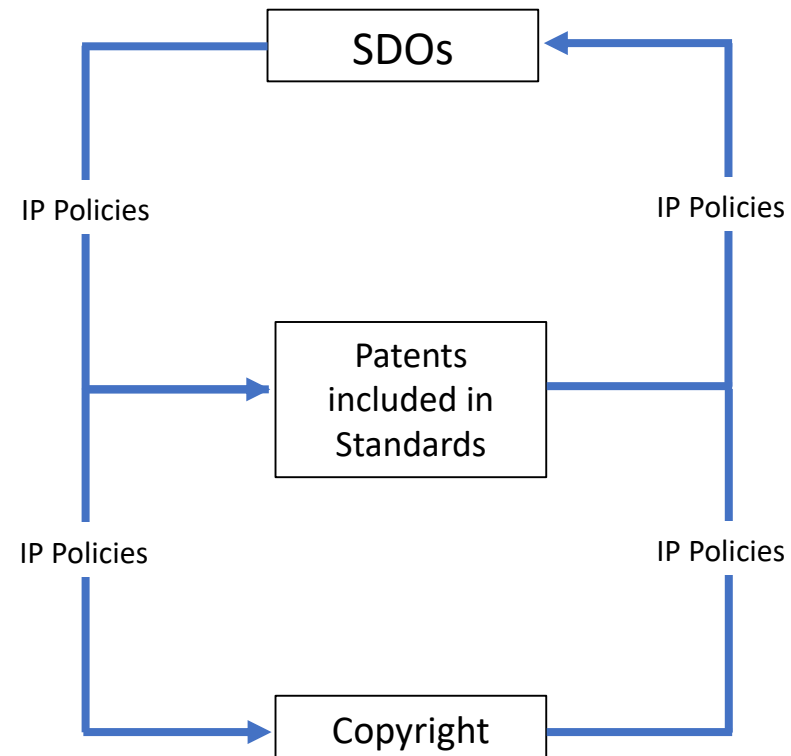 SDOs
IP Policies
IP Policies
Patents
included in
Standards
IP Policies
IP Policies
Copyright